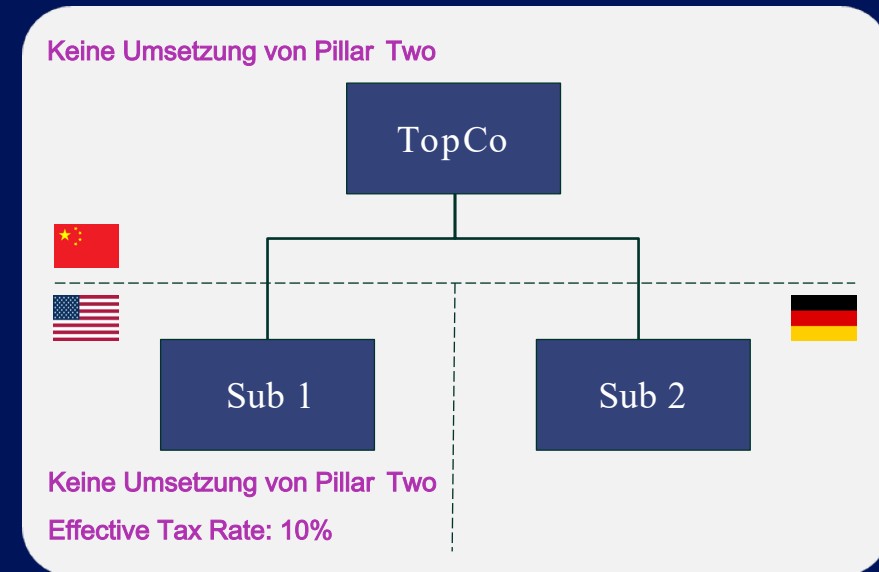 Keine Umsetzung von Pillar Two
TopCo
Sub 1
Sub 2
Keine Umsetzung von Pillar Two
Effective Tax Rate: 10%